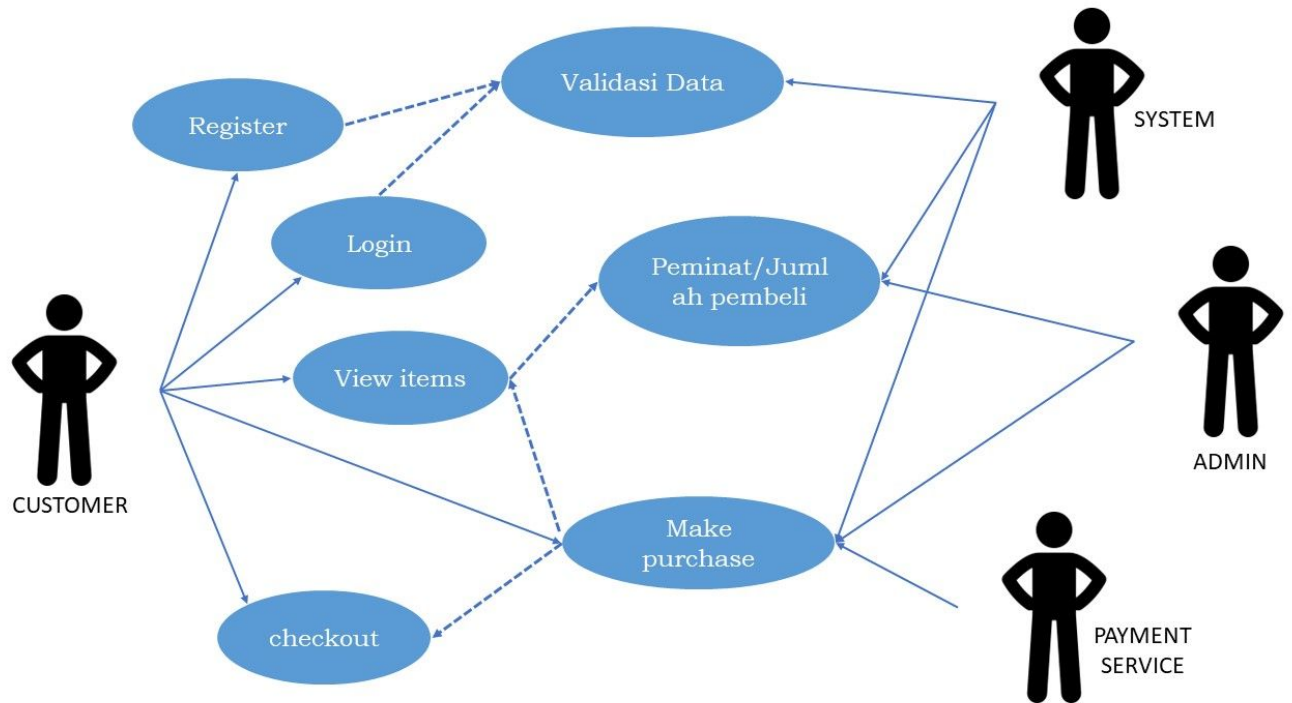 Validasi Data
SYSTEM
Register
Login
Peminat/Juml
ah pembeli
View items
CUSTOMER
ADMIN
Make
purchase
checkout
PAYMENT
SERVICE